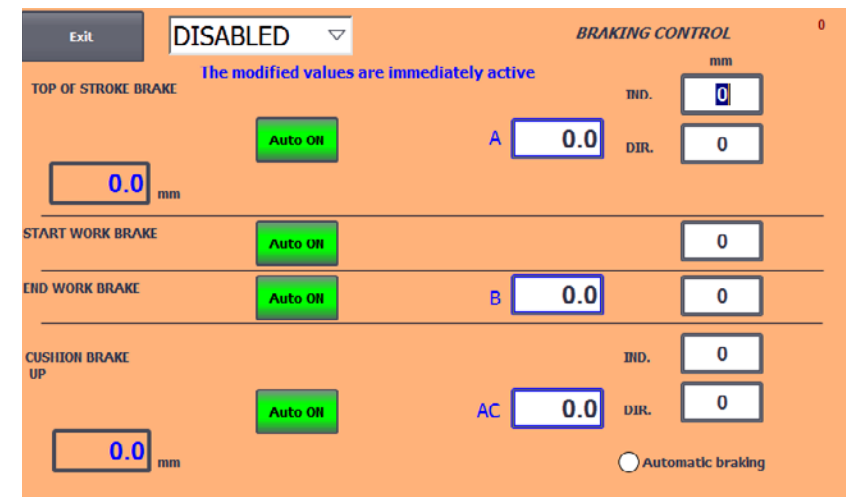 Exit DISABLED BRAKING CONTROL 0
mm
The modified values are immediately active
TOP OF STROKE BRAKE IND. 0
Auto ON A 0.0 DIR. 0
0.0 mm
START WORK BRAKE Auto ON 0
END WORK BRAKE Auto ON B 0.0 0
CUSHION BRAKE IND. 0
UP
Auto ON AC 0.0 DIR. 0
0.0 mm Automatic braking